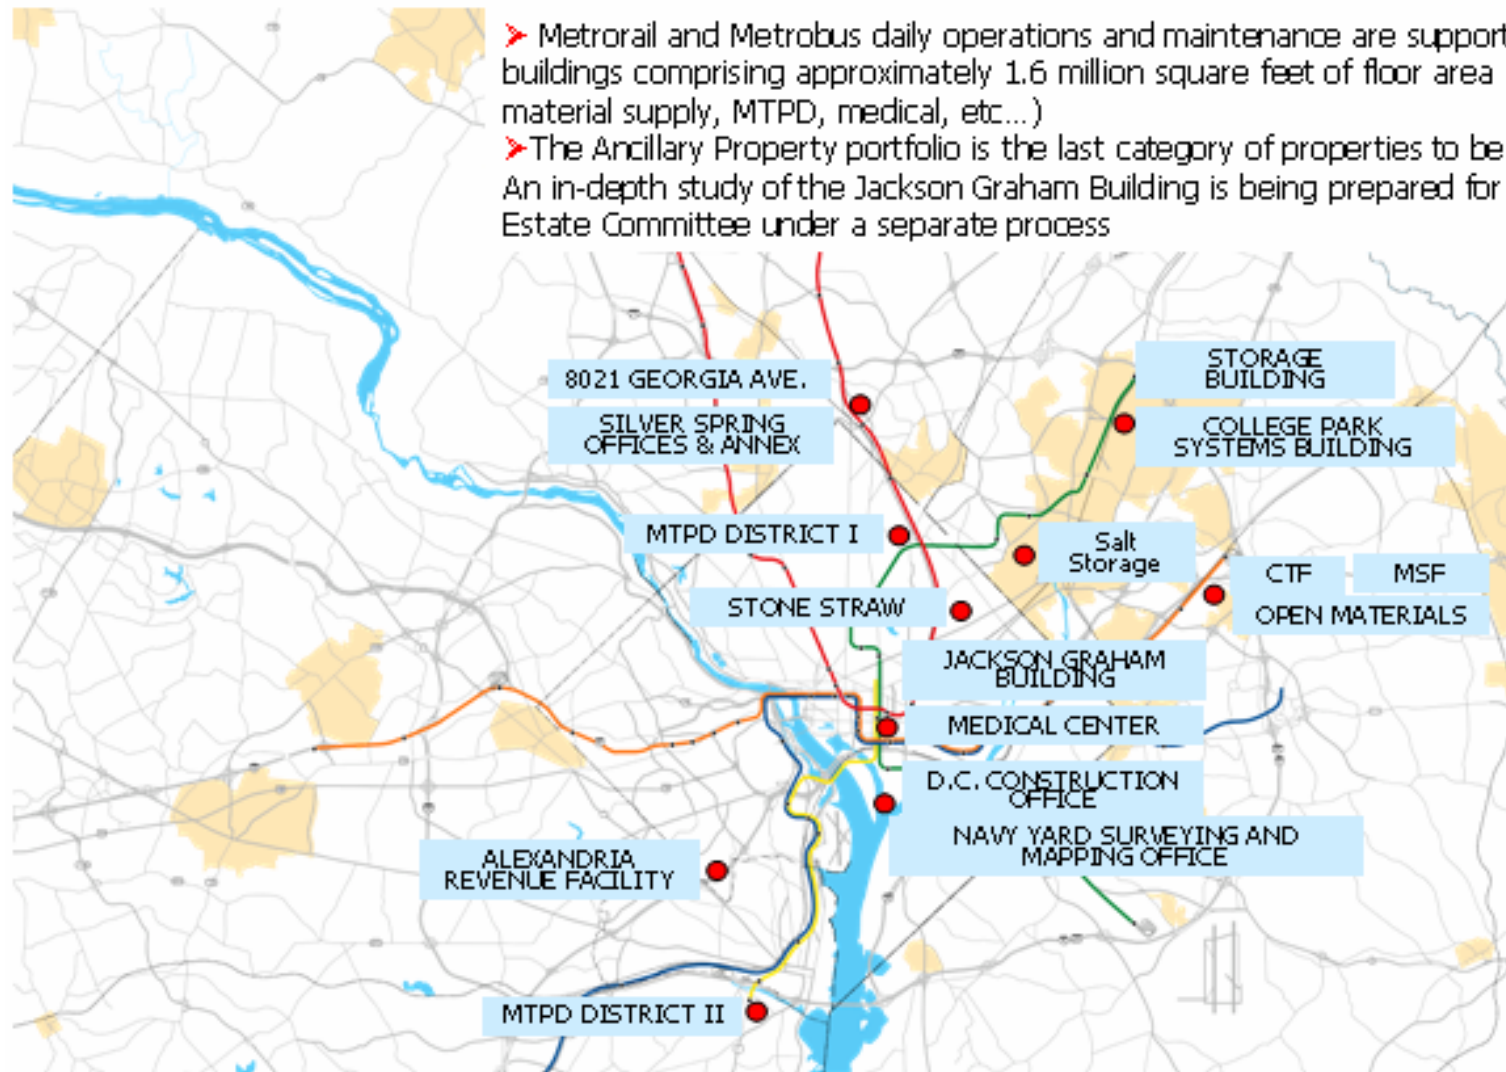 ➢ Metrorail and Metrobus daily operations and maintenance are support
buildings comprising approximately 1.6 million square feet of floor area
material supply, MTPD, medical, etc...)
➢The Ancillary Property portfolio is the last category of properties to be
An in-depth study of the Jackson Graham Building is being prepared for
Estate Committee under a separate process
STORAGE
BUILDING
8021 GEORGIA AVE.
SILVER SPRING
OFFICES & ANNEX
COLLEGE PARK
SYSTEMS BUILDING
MTPD DISTRICT I
Salt
Storage
CTF
MSF
STONE STRAW
OPEN MATERIALS
JACKSON GRAHAM
BUILDING
MEDICAL CENTER
D.C. CONSTRUCTION
OFFICE
NAVY YARD SURVEYING AND
MAPPING OFFICE
ALEXANDRIA
REVENUE FACILITY
MTPD DISTRICT II